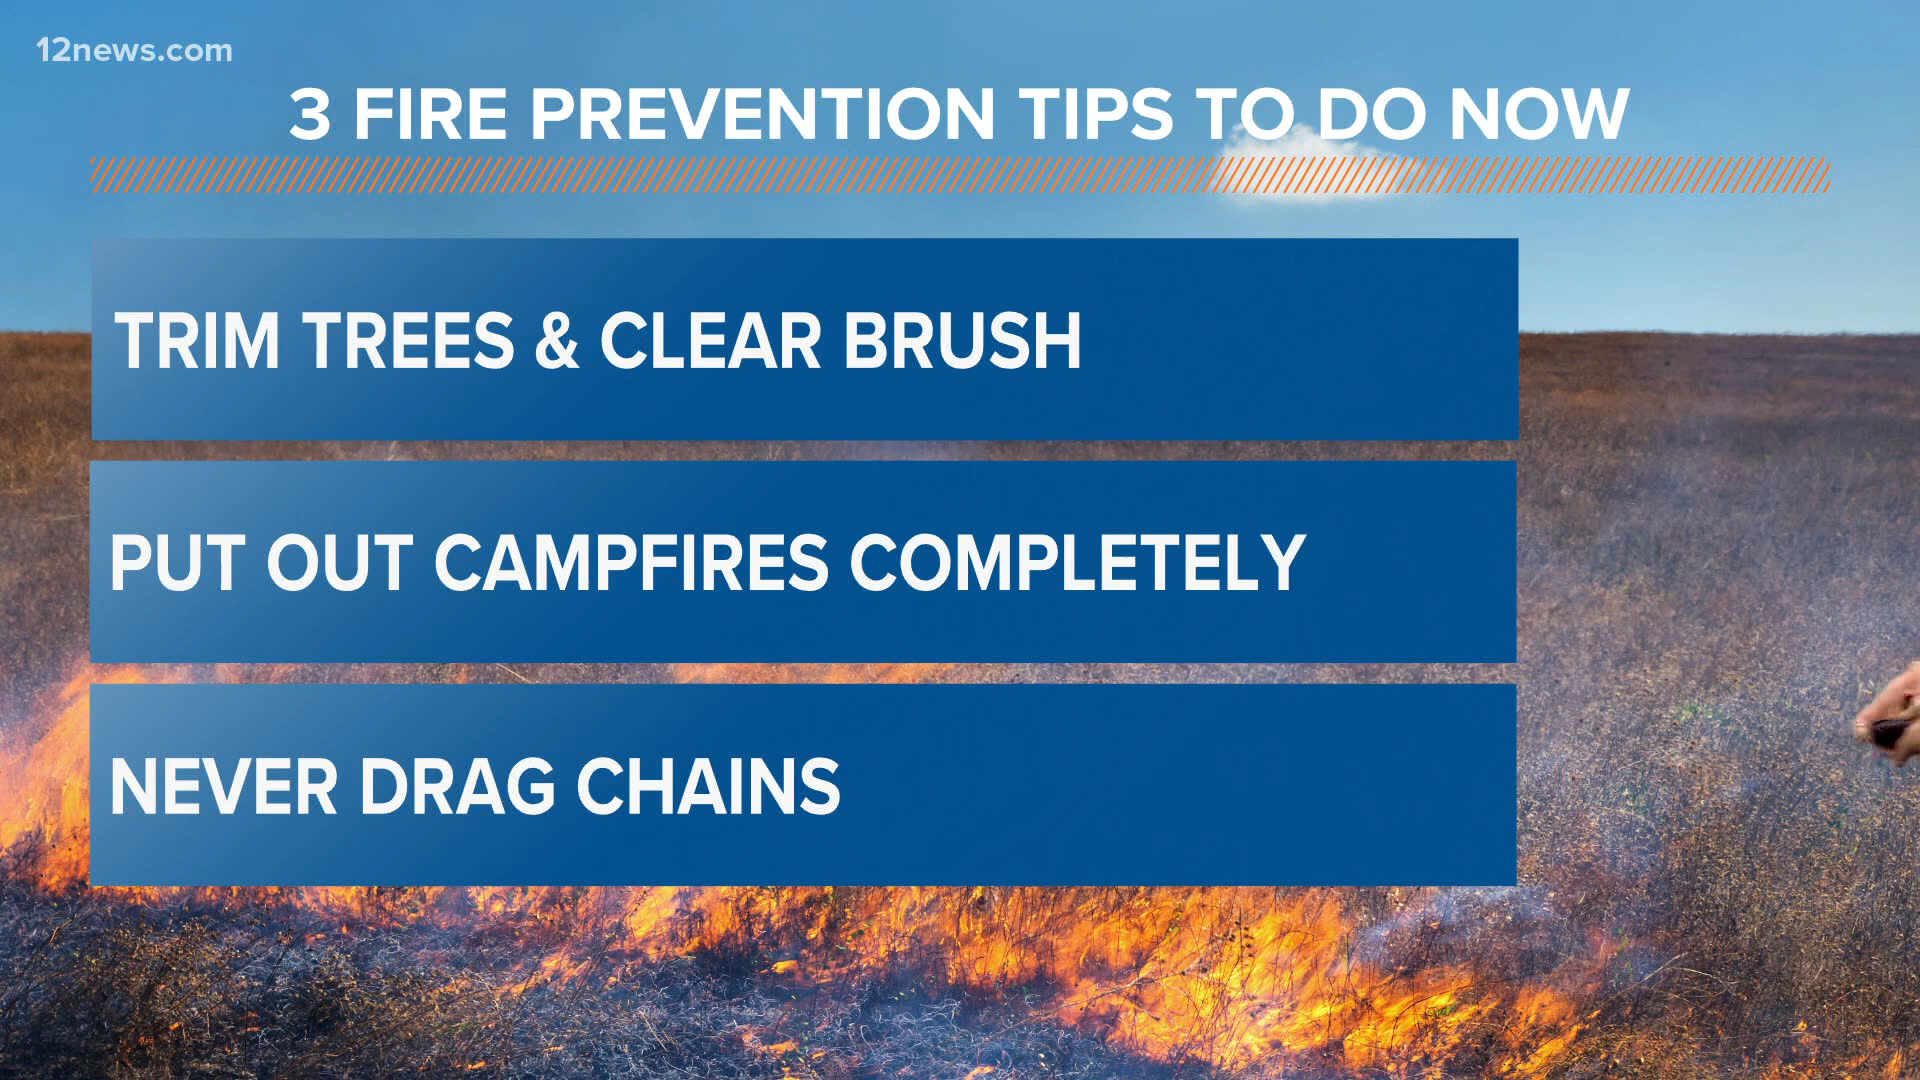 12news.com
3 FIRE PREVENTION TIPS TO DO NOW
TRIM TREES & CLEAR BRUSH
PUT OUT CAMPFIRES COMPLETELY
NEVER DRAG CHAINS